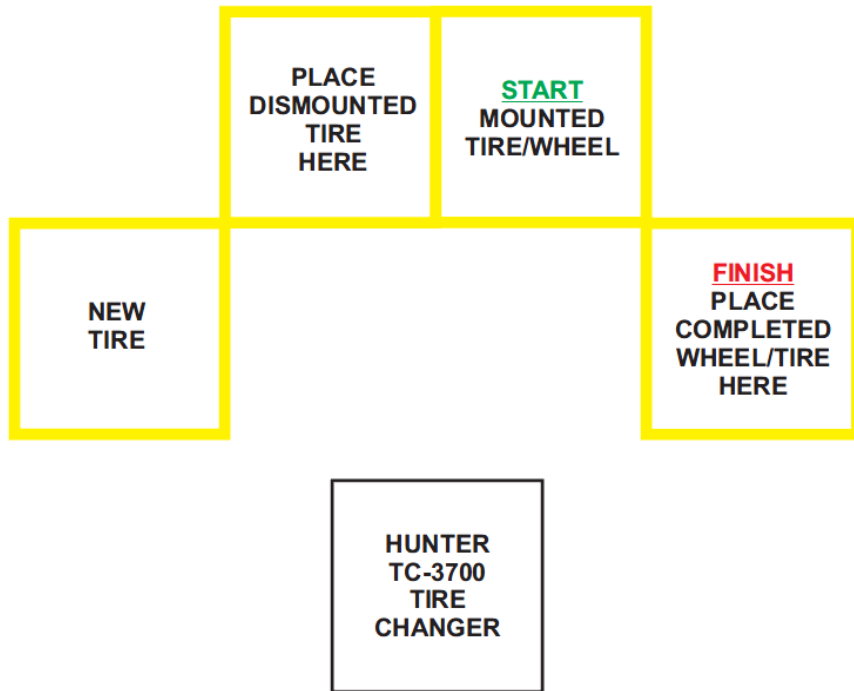 PLACE
DISMOUNTED
TIRE
HERE
START
MOUNTED
TIRE/WHEEL
NEW
TIRE
FINISH
PLACE
COMPLETED
WHEEL/TIRE
HERE
HUNTER
TC-3700
TIRE
CHANGER